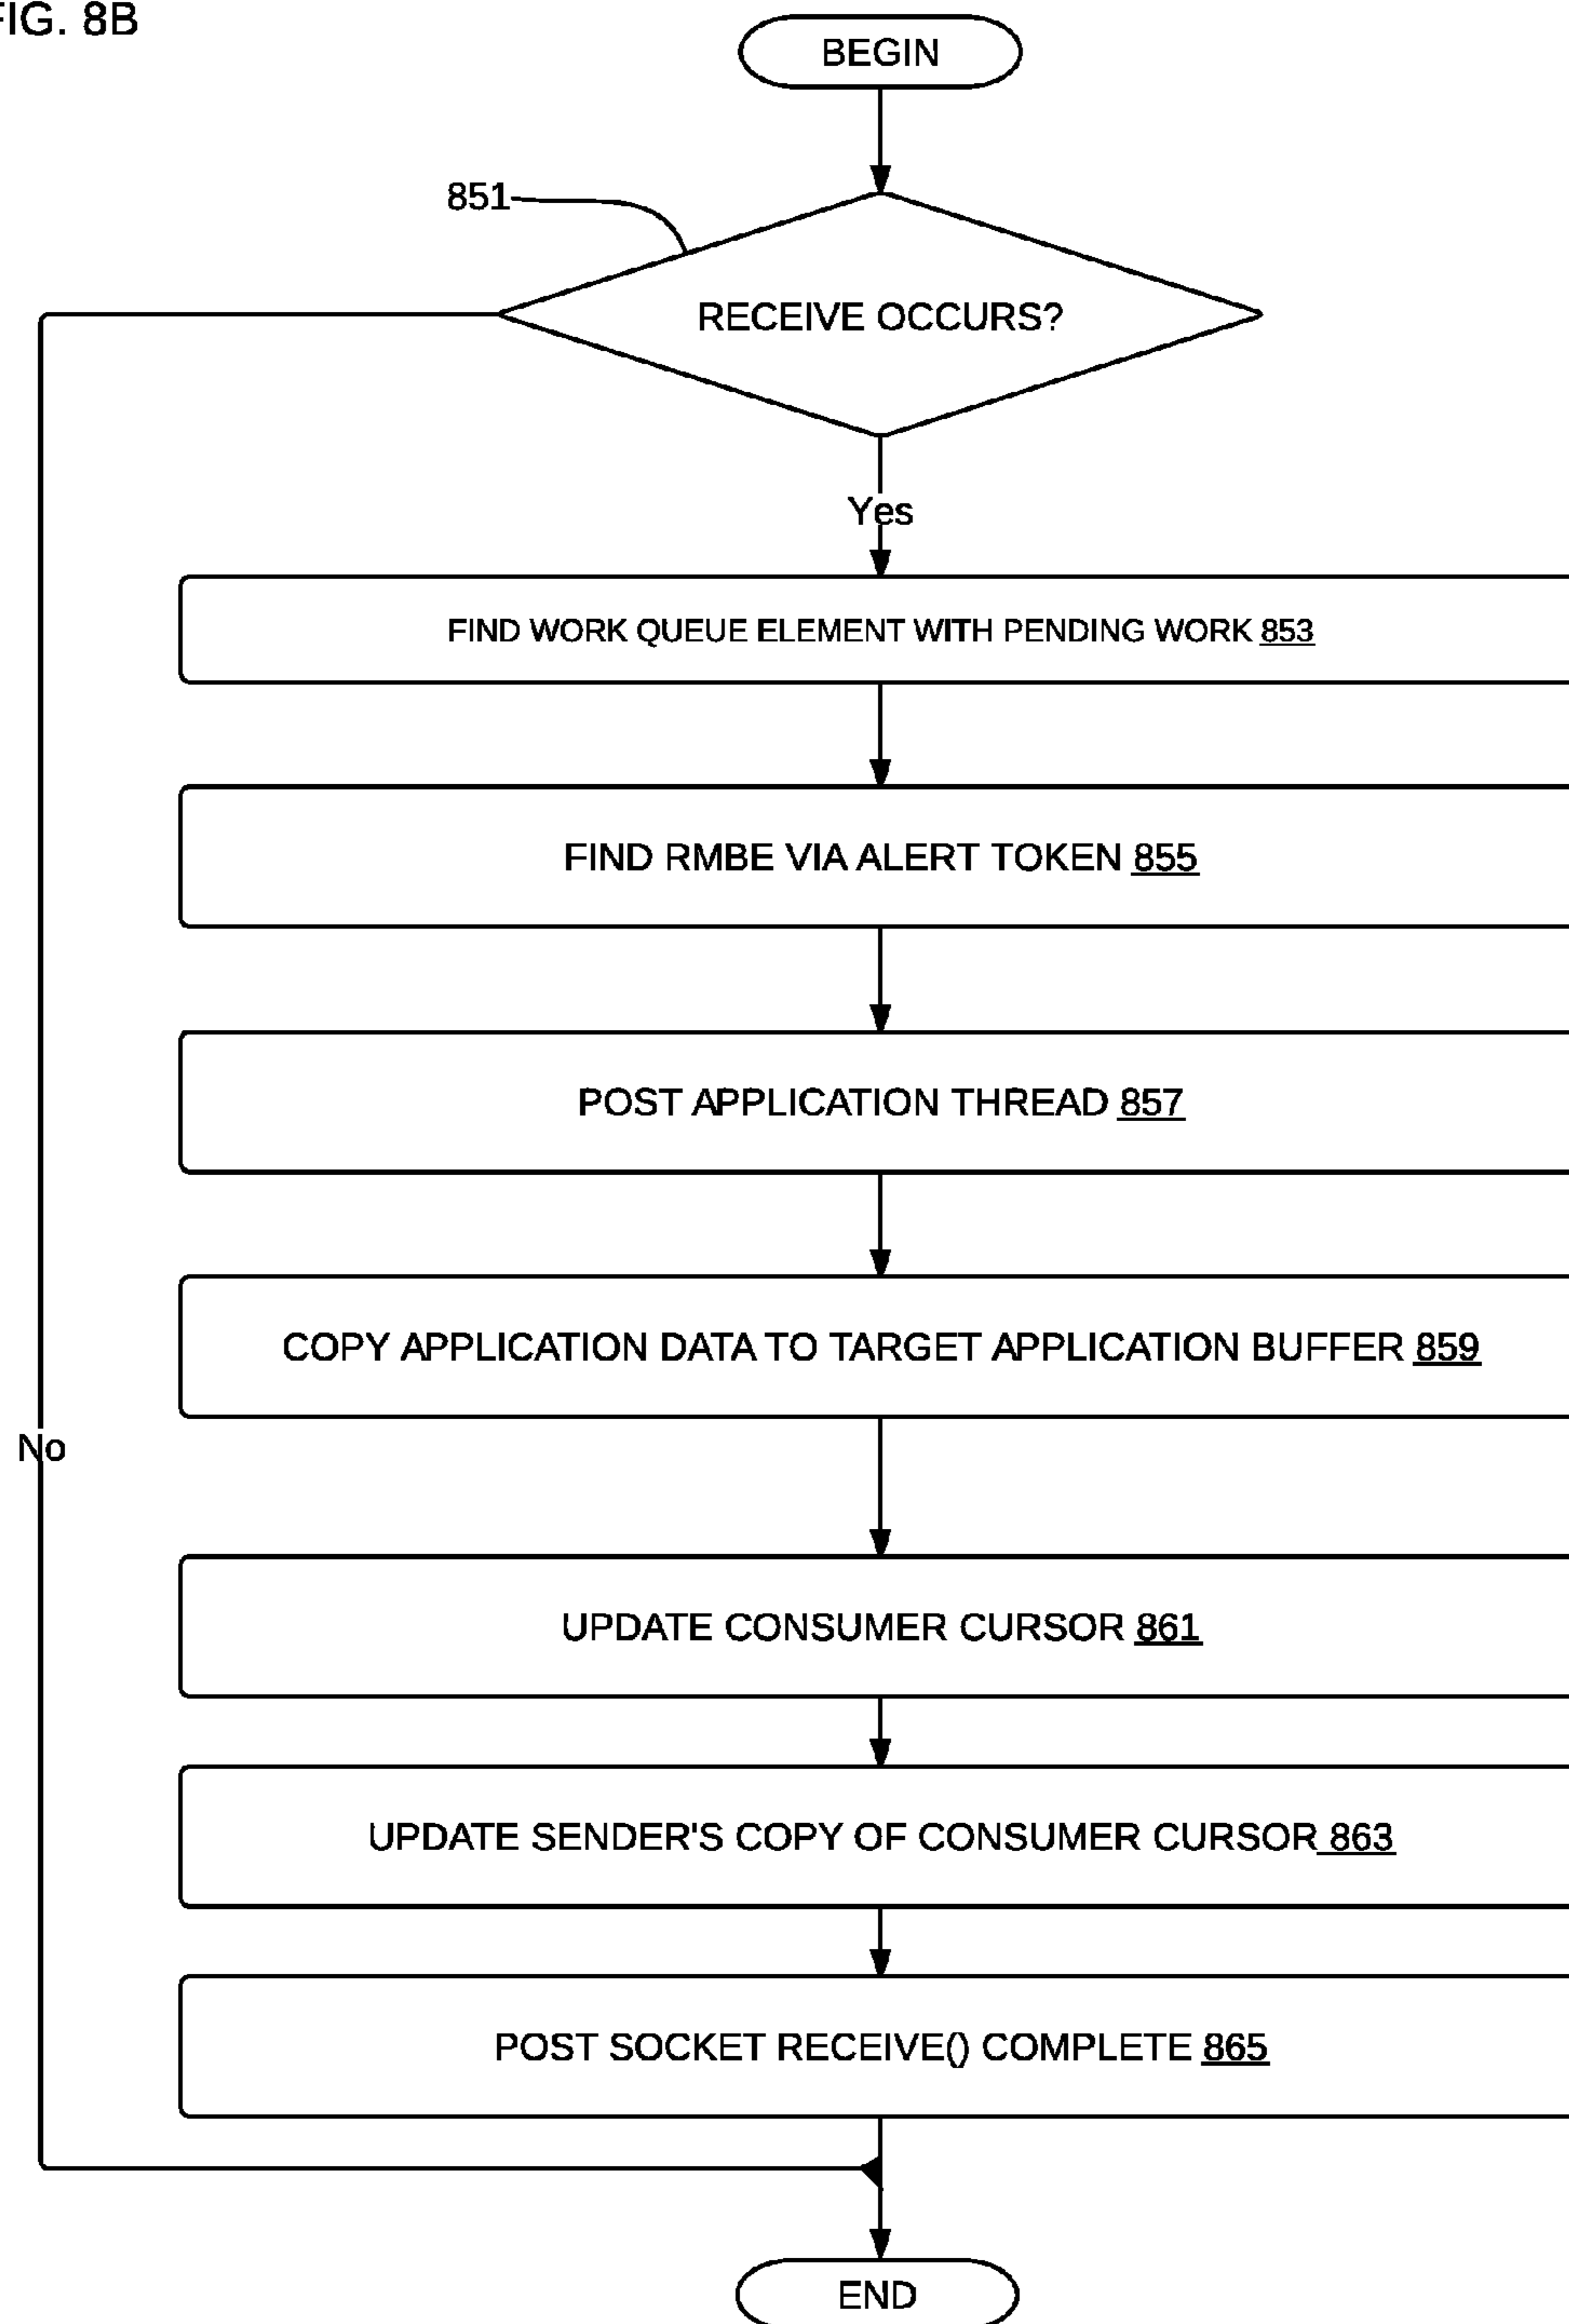 FIG. 8B
BEGIN
851
RECEIVE OCCURS?
Yes
FIND WORK QUEUE ELEMENT WITH PENDING WORK 853
FIND RMBE VIA ALERT TOKEN 855
POST APPLICATION THREAD 857
COPY APPLICATION DATA TO TARGET APPLICATION BUFFER 859
No
UPDATE CONSUMER CURSOR 861
UPDATE SENDER'S COPY OF CONSUMER CURSOR 863
POST SOCKET RECEIVE() COMPLETE 865
END